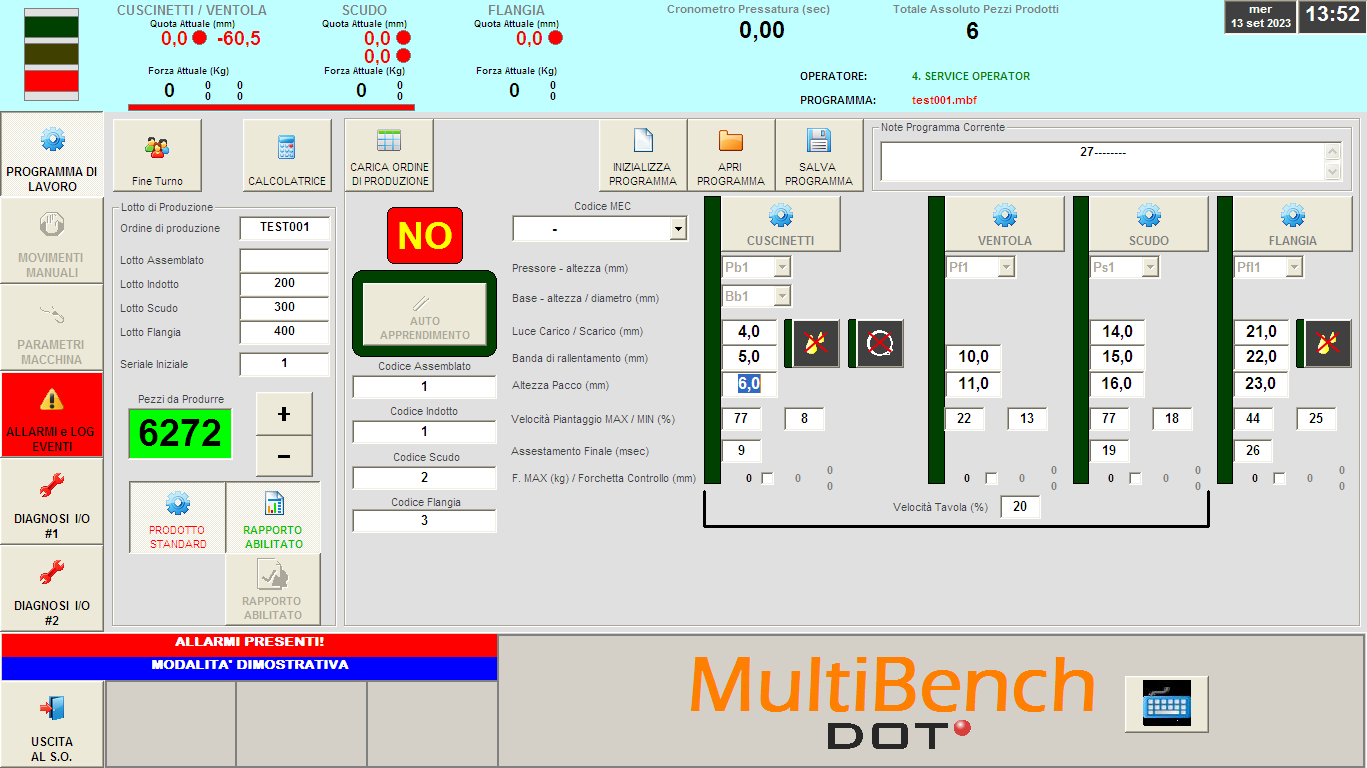 CUSCINETTI / VENTOLA
Quota Attuale (mm)
0,0 -60,5
Forza Attuale (Kg)
0 0 0
0 0
SCUDO
Quota Attuale (mm)
0,0
0,0
Forza Attuale (Kg)
0 0
0
FLANGIA
Quota Attuale (mm)
0,0
Forza Attuale (Kg)
0 0
0
Cronometro Pressatura (sec)
0,00
Totale Assoluto Pezzi Prodotti
6
OPERATORE: 4. SERVICE OPERATOR
PROGRAMMA: test001.mbf
mer
13 set 2023
13:52
PROGRAMMA DI
LAVORO
MOVIMENTI
MANUALI
PARAMETRI
MACCHINA
ALLARMI e LOG
EVENTI
DIAGNOSI I/O
#1
DIAGNOSI I/O
#2
Fine Turno
CALCOLATRICE
CARICA ORDINE
DI PRODUZIONE
INIZIALIZZA
PROGRAMMA
APRI
PROGRAMMA
SALVA
PROGRAMMA
Note Programma Corrente
27--------
Lotto di Produzione
Ordine di produzione TEST001
Lotto Assemblato
Lotto Indotto 200
Lotto Scudo 300
Lotto Flangia 400
Seriale Iniziale 1
Pezzi da Produrre
6272
+
−
PRODOTTO
STANDARD
RAPPORTO
ABILITATO
RAPPORTO
ABILITATO
NO
AUTO
APPRENDIMENTO
Codice Assemblato
1
Codice Indotto
1
Codice Scudo
2
Codice Flangia
3
Codice MEC
-
CUSCINETTI VENTOLA SCUDO FLANGIA
Pressore - altezza (mm) Pb1 Pf1 Ps1 Pfl1
Base - altezza / diametro (mm) Bb1
Luce Carico / Scarico (mm) 4,0 14,0 21,0
Banda di rallentamento (mm) 5,0 10,0 15,0 22,0
Altezza Pacco (mm) 6,0 11,0 16,0 23,0
Velocità Piantaggio MAX / MIN (%) 77 8 22 13 77 18 44 25
Assestamento Finale (msec) 9 19 26
F. MAX (kg) / Forchetta Controllo (mm) 0 0 0 0 0 0 0 0 0 0 0 0 0 0 0 0
Velocità Tavola (%) 20
ALLARMI PRESENTI!
MODALITA' DIMOSTRATIVA
USCITA
AL S.O.
MultiBench
DOT